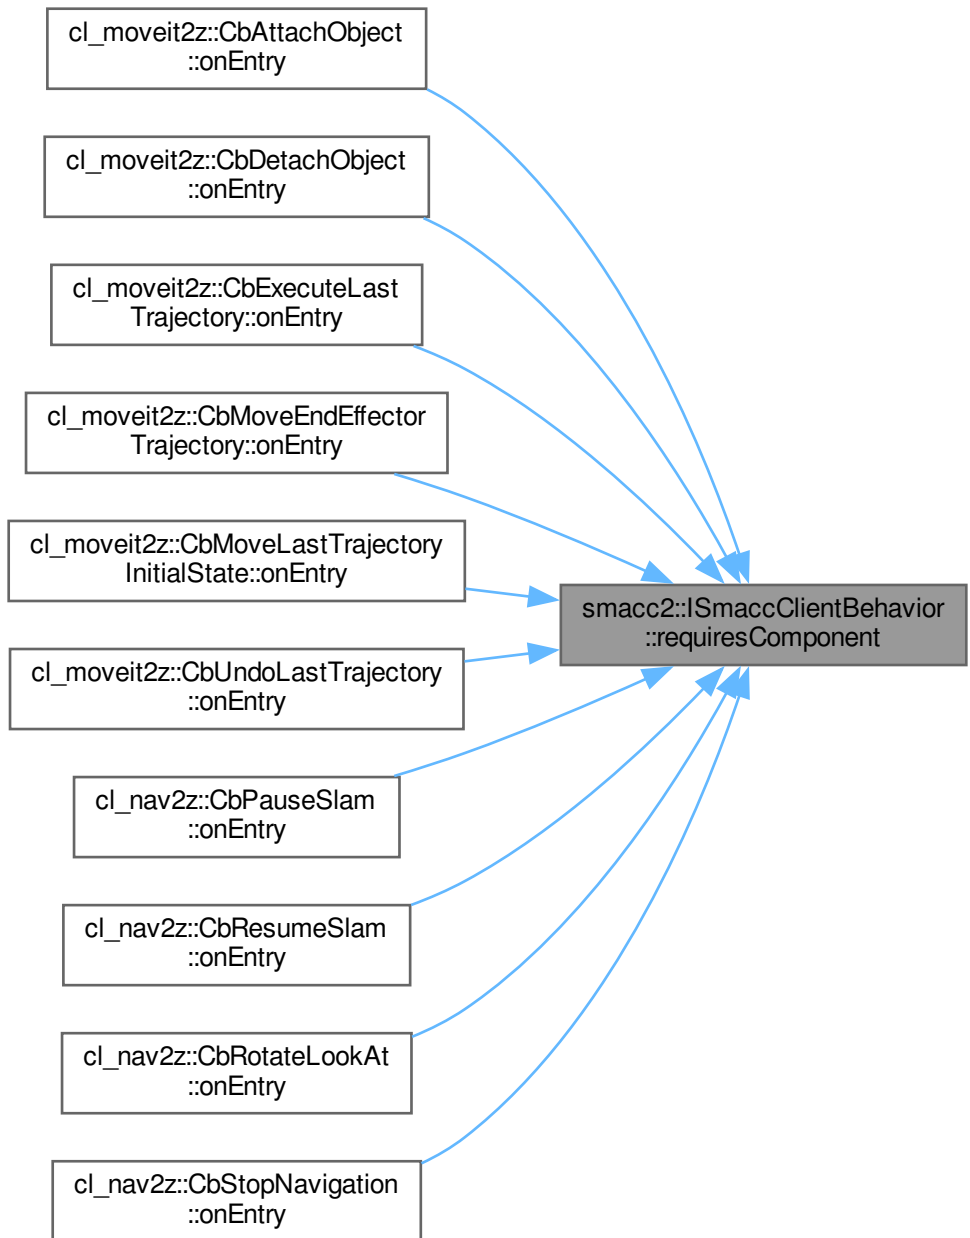 cl_moveit2z::CbAttachObject
::onEntry
cl_moveit2z::CbDetachObject
::onEntry
cl_moveit2z::CbExecuteLast
Trajectory::onEntry
cl_moveit2z::CbMoveEndEffector
Trajectory::onEntry
cl_moveit2z::CbMoveLastTrajectory
InitialState::onEntry
cl_moveit2z::CbUndoLastTrajectory
::onEntry
cl_nav2z::CbPauseSlam
::onEntry
cl_nav2z::CbResumeSlam
::onEntry
cl_nav2z::CbRotateLookAt
::onEntry
cl_nav2z::CbStopNavigation
::onEntry
smacc2::ISmaccClientBehavior
::requiresComponent